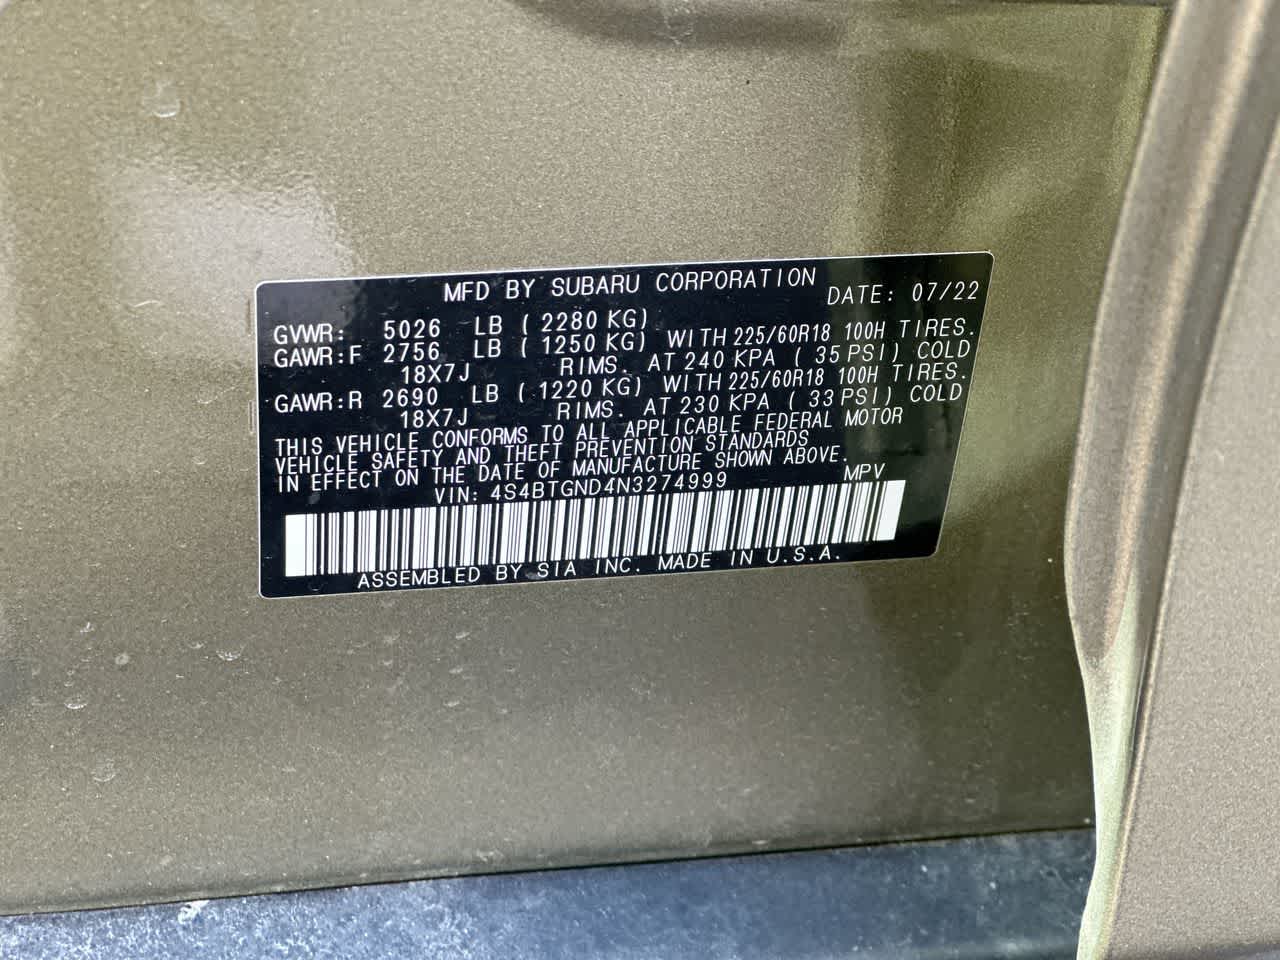 MFD BY SUBARU CORPORATION DATE: 07/22
GVWR: 5026 LB ( 2280 KG)
GAWR:F 2756 LB ( 1250 KG) WITH 225/60R18 100H TIRES.
18X7J RIMS. AT 240 KPA ( 35 PSI) COLD
GAWR:R 2690 LB ( 1220 KG) WITH 225/60R18 100H TIRES.
18X7J RIMS. AT 230 KPA ( 33 PSI) COLD
THIS VEHICLE CONFORMS TO ALL APPLICABLE FEDERAL MOTOR
VEHICLE SAFETY AND THEFT PREVENTION STANDARDS
IN EFFECT ON THE DATE OF MANUFACTURE SHOWN ABOVE.
VIN: 4S4BTGND4N3274999 MPV
ASSEMBLED BY SIA INC. MADE IN U.S.A.